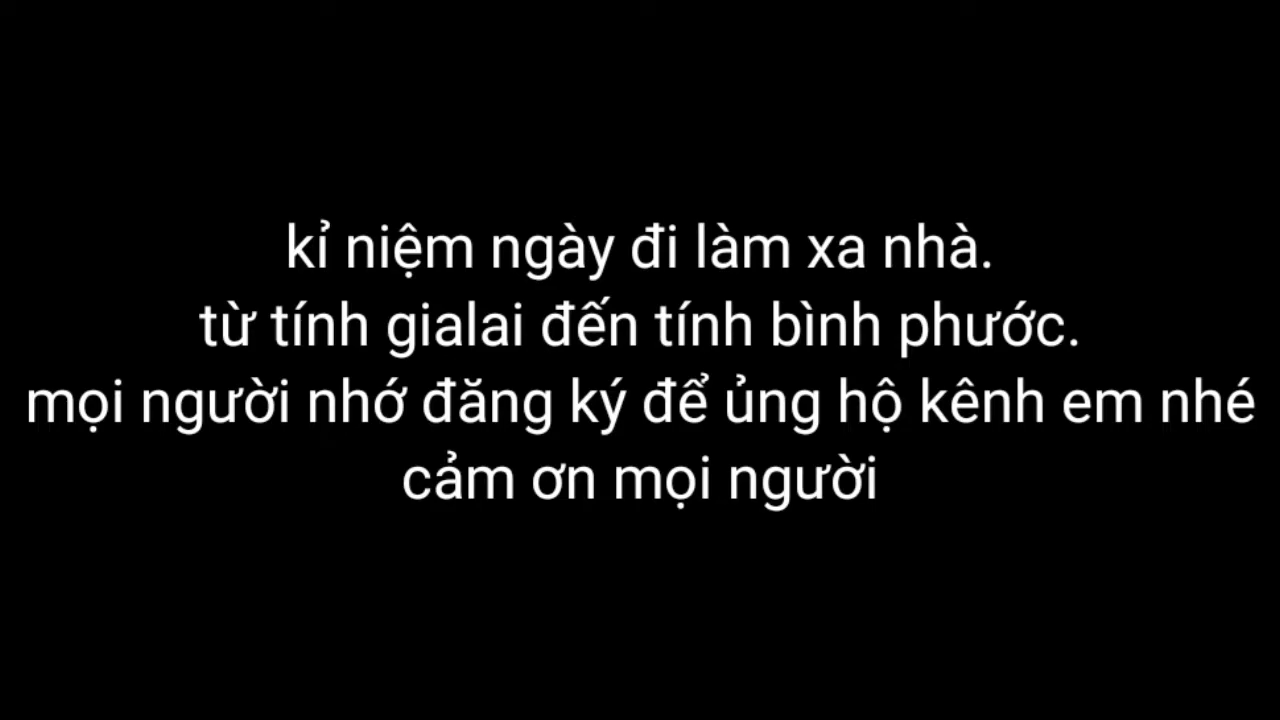 kỉ niệm ngày đi làm xa nhà.
từ tính gialai đến tính bình phước.
mọi người nhớ đăng ký để ủng hộ kênh em nhé
cảm ơn mọi người